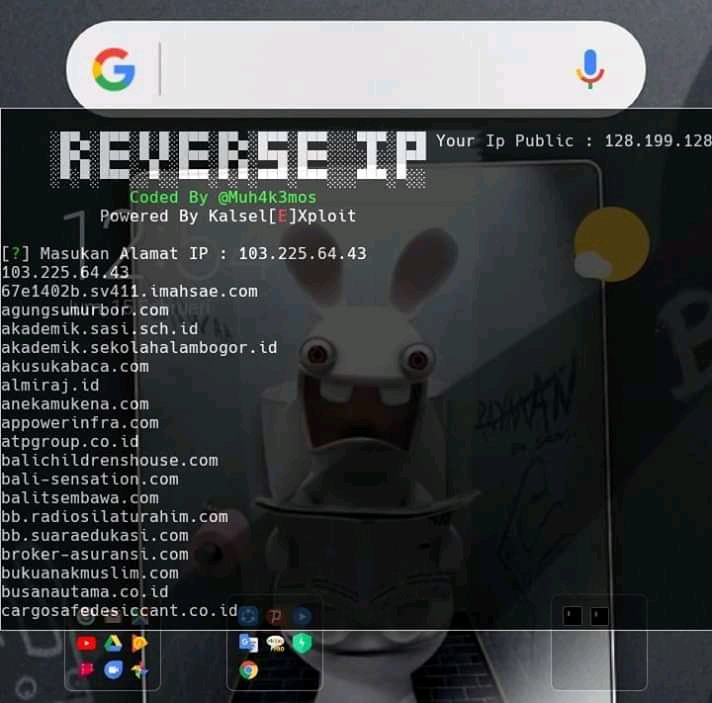 REVERSE IP
Your Ip Public : 128.199.128
Coded By @Muh4k3mos
Powered By Kalsel[E]Xploit
[?] Masukan Alamat IP : 103.225.64.43
103.225.64.43
67e1402b.sv411.imahsae.com
agungsumurbor.com
akademik.sasi.sch.id
akademik.sekolahalambogor.id
akusukabaca.com
almiraj.id
anekamukena.com
appowerinfra.com
atpgroup.co.id
balichildrenshouse.com
bali-sensation.com
balitsembawa.com
bb.radiosilaturahim.com
bb.suaraedukasi.com
broker-asuransi.com
bukuanakmuslim.com
busanautama.co.id
cargosafedesiccant.co.id